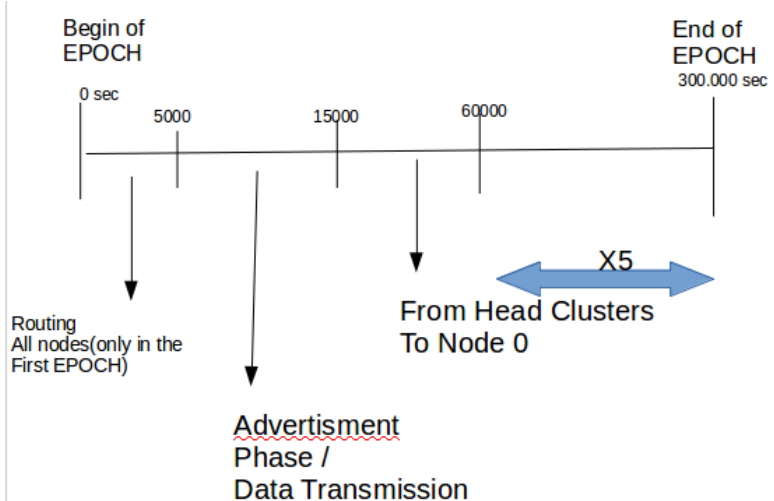 Begin of
EPOCH
End of
EPOCH
0 sec
300.000 sec
5000
15000
60000
X5
Routing
All nodes(only in the
First EPOCH)
From Head Clusters
To Node 0
Advertisment
Phase /
Data Transmission